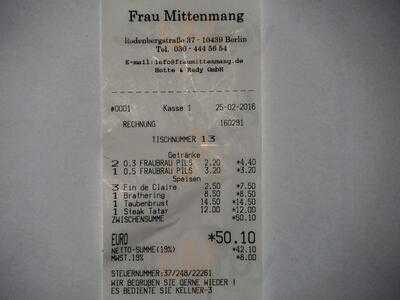 Frau Mittenmang
Rodenbergstraße 37 - 10439 Berlin
Tel. 030 - 444 56 54
E-mail: info@fraumittenmang.de
Hotte & Rudy GmbH
#0001 Kasse 1 25-02-2016
RECHNUNG 160291
TISCHNUMMER 13
Getränke
2 0.3 FRAUBRAU PILS 2.20 *4.40
1 0.5 FRAUBRAU PILS 3.20 *3.20
Speisen
3 Fin de Claire 2.50 *7.50
1 Brathering 8.50 *8.50
1 Taubenbrust 14.50 *14.50
1 Steak Tatar 12.00 *12.00
ZWISCHENSUMME *50.10
EURO *50.10
NETTO-SUMME(19%) *42.10
MWST.19% *8.00
STEUERNUMMER:37/248/22261
WIR BEGRÜßEN SIE GERNE WIEDER !
ES BEDIENTE SIE KELLNER-3